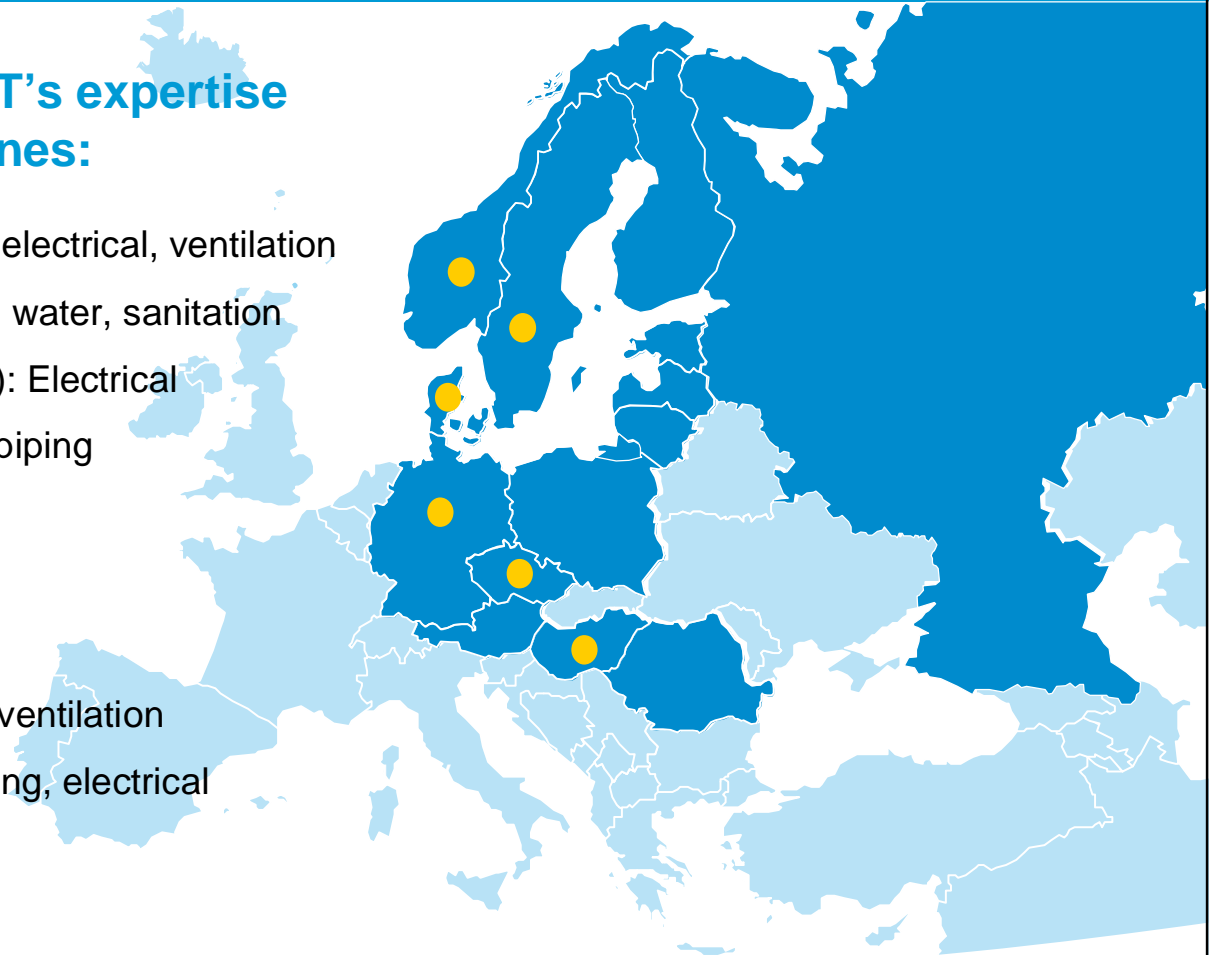 T’s expertise
nes:
electrical, ventilation
water, sanitation
): Electrical
piping
ventilation
ng, electrical